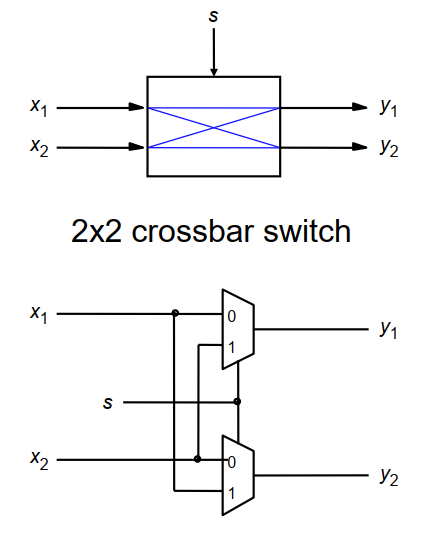 s
x1 y1
x2 y2
2x2 crossbar switch
x1 0 y1
1
s
x2 0 y2
1